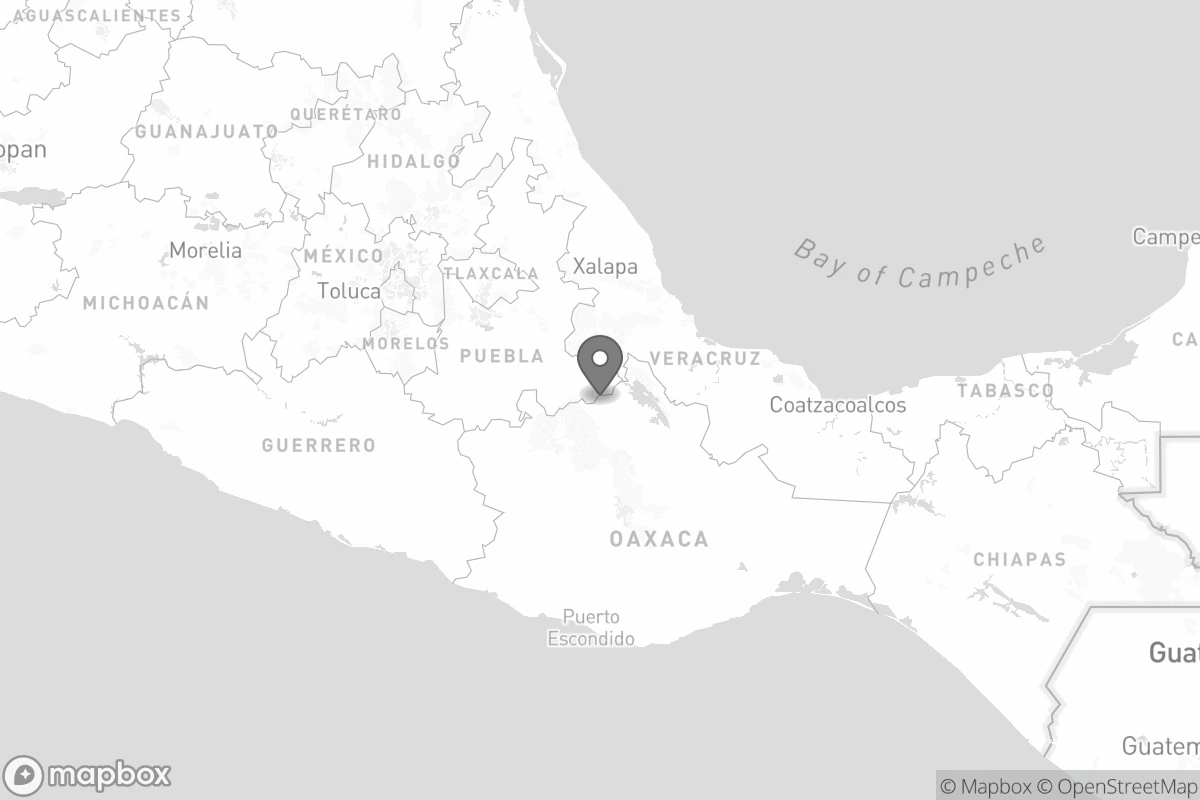 AGUASCALIENTES
QUERÉTARO
GUANAJUATO
opan
HIDALGO
Morelia
MÉXICO
Xalapa
Bay of Campeche
Campe
TLAXCALA
Toluca
MICHOACÁN
MORELOS
PUEBLA
VERACRUZ
CA
TABASCO
Coatzacoalcos
GUERRERO
OAXACA
CHIAPAS
Puerto
Escondido
Guat
Guatem
mapbox
© Mapbox © OpenStreetMap